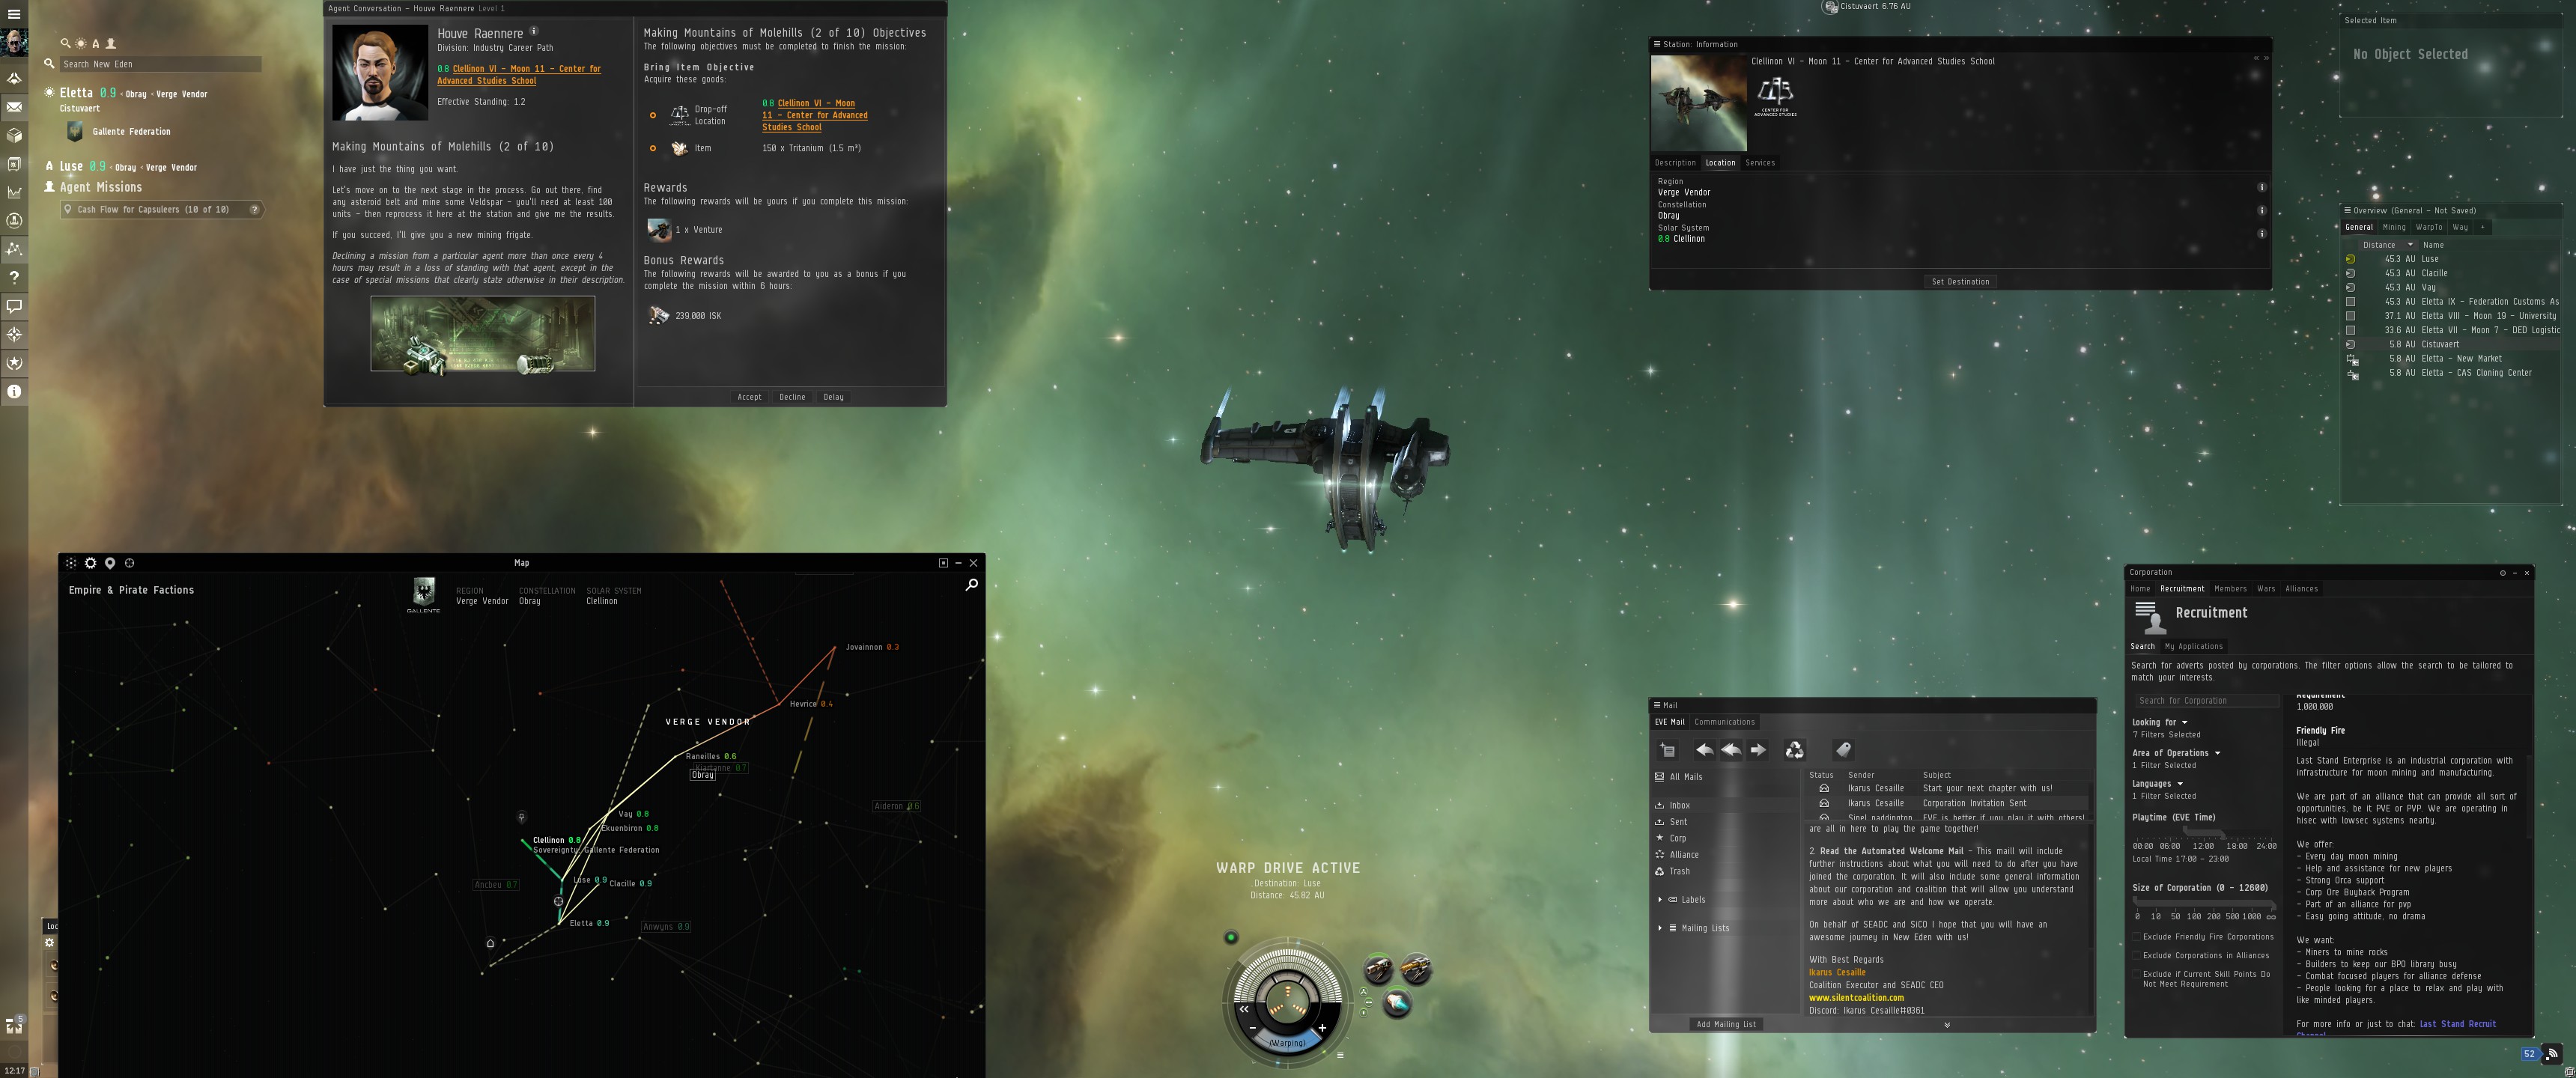 Agent Conversation - Houve Raennere Level 1
Houve Raennere
Division: Industry Career Path
0.8 Clellinon VI - Moon 11 - Center for
Advanced Studies School
Effective Standing: 1.2
Making Mountains of Molehills (2 of 10)
I have just the thing you want.
Let's move on to the next stage in the process. Go out there, find
any asteroid belt and mine some Veldspar - you'll need at least 100
units - then reprocess it here at the station and give me the results.
If you succeed, I'll give you a new mining frigate.
Declining a mission from a particular agent more than once every 4
hours may result in a loss of standing with that agent, except in the
case of special missions that clearly state otherwise in their description.
Making Mountains of Molehills (2 of 10) Objectives
The following objectives must be completed to finish the mission:
Bring Item Objective
Acquire these goods:
Drop-off
Location
0.8 Clellinon VI - Moon
11 - Center for Advanced
Studies School
Item
150 x Tritanium (1.5 m³)
Rewards
The following rewards will be yours if you complete this mission:
1 x Venture
Bonus Rewards
The following rewards will be awarded to you as a bonus if you
complete the mission within 6 hours:
239.000 ISK
Accept Decline Delay
A
Search New Eden
Eletta 0.9 < Obray < Verge Vendor
Cistuvaert
Gallente Federation
A Luse 0.9 < Obray < Verge Vendor
Agent Missions
Cash Flow for Capsuleers (10 of 10) ?
5
12:17
Cistuvaert 6.76 AU
Station: Information
Clellinon VI - Moon 11 - Center for Advanced Studies School
CENTER FOR
ADVANCED STUDIES
Description Location Services
Region
Verge Vendor
Constellation
Obray
Solar System
0.8 Clellinon
Set Destination
Selected Item
No Object Selected
Overview (General - Not Saved)
General Mining WarpTo Way +
Distance Name
45.3 AU Luse
45.3 AU Clacille
45.3 AU Vay
45.3 AU Eletta IX - Federation Customs As
37.1 AU Eletta VIII - Moon 19 - University
33.6 AU Eletta VII - Moon 7 - DED Logistic
5.8 AU Cistuvaert
5.8 AU Eletta - New Market
5.8 AU Eletta - CAS Cloning Center
Map
Empire & Pirate Factions
GALLENTE
REGION CONSTELLATION SOLAR SYSTEM
Verge Vendor Obray Clellinon
Jovainnon 0.3
Hevrice 0.4
VERGE VENDOR
Raneilles 0.6
Obray
Alderon 0.6
Vay 0.8
Ekuenbiron 0.8
Clellinon 0.8
Sovereignty: Gallente Federation
Luse 0.9
Clacille 0.9
Ancbeu 0.7
Eletta 0.9
Anwyns 0.9
Loc
WARP DRIVE ACTIVE
Destination: Luse
Distance: 45.82 AU
(Warping)
Mail
EVE Mail Communications
All Mails
Inbox
Sent
Corp
Alliance
Trash
Labels
Mailing Lists
Add Mailing List
Status Sender Subject
Ikarus Cesaille Start your next chapter with us!
Ikarus Cesaille Corporation Invitation Sent
Sipel paddington EVE is better if you play it with others!
are all in here to play the game together!
2. Read the Automated Welcome Mail - This maill will include
further instructions about what you will need to do after you have
joined the corporation. It will also include some general information
about our corporation and coalition that will allow you understand
more about who we are and how we operate.
On behalf of SEADC and SiCO I hope that you will have an
awesome journey in New Eden with us!
With Best Regards
Ikarus Cesaille
Coalition Executor and SEADC CEO
www.silentcoalition.com
Discord: Ikarus Cesaille#0361
Corporation
Home Recruitment Members Wars Alliances
Recruitment
Search My Applications
Search for adverts posted by corporations. The filter options allow the search to be tailored to
match your interests.
Search for Corporation
Looking for
7 Filters Selected
Area of Operations
1 Filter Selected
Languages
1 Filter Selected
Playtime (EVE Time)
00:00 06:00 12:00 18:00 24:00
Local Time 17:00 - 23:00
Size of Corporation (0 - 12600)
0 10 50 100 200 500 1000 ∞
Exclude Friendly Fire Corporations
Exclude Corporations in Alliances
Exclude if Current Skill Points Do
Not Meet Requirement
Requirement
1,000,000
Friendly Fire
Illegal
Last Stand Enterprise is an industrial corporation with
infrastructure for moon mining and manufacturing.
We are part of an alliance that can provide all sort of
opportunities, be it PVE or PVP. We are operating in
hisec with lowsec systems nearby.
We offer:
- Every day moon mining
- Help and assistance for new players
- Strong Orca support
- Corp Ore Buyback Program
- Part of an alliance for pvp
- Easy going attitude, no drama
We want:
- Miners to mine rocks
- Builders to keep our BPO library busy
- Combat focused players for alliance defense
- People looking for a place to relax and play with
like minded players.
For more info or just to chat: Last Stand Recruit
Channel
52